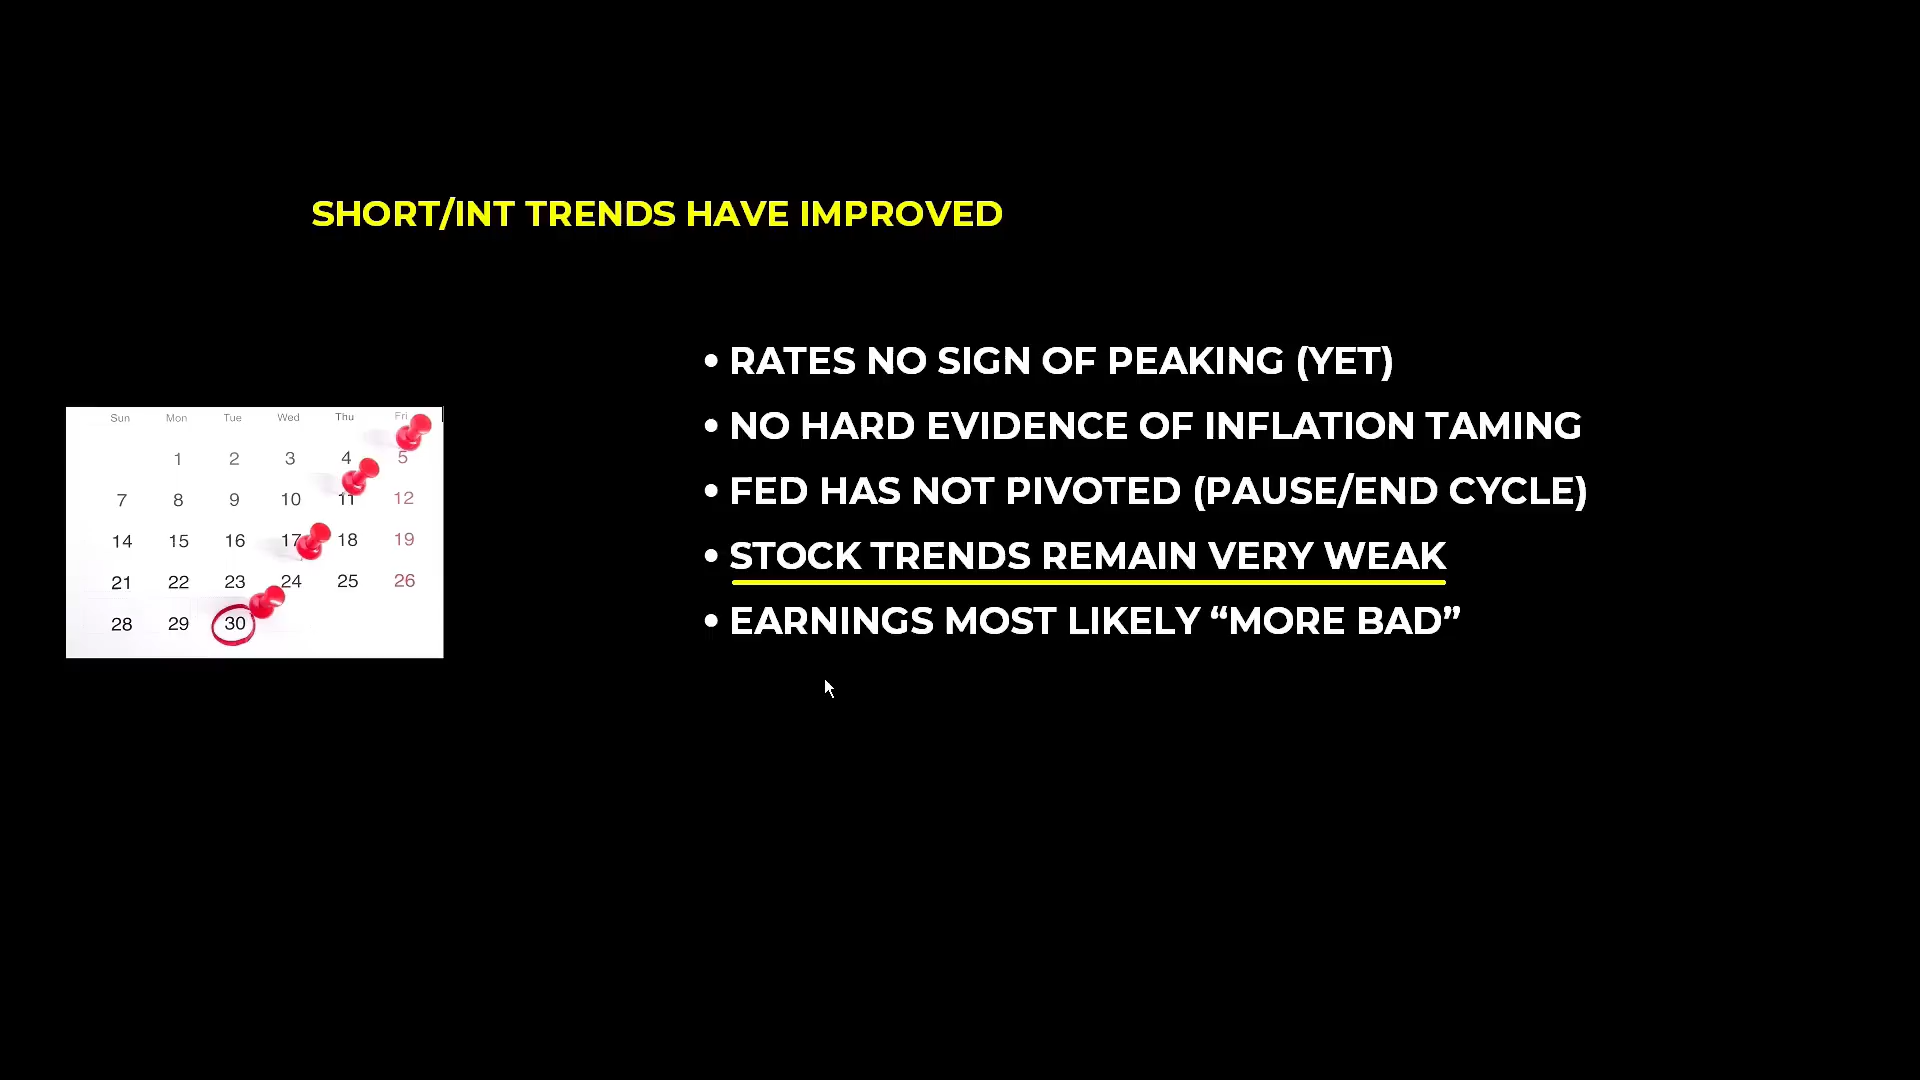 SHORT/INT TRENDS HAVE IMPROVED
• RATES NO SIGN OF PEAKING (YET)
• NO HARD EVIDENCE OF INFLATION TAMING
• FED HAS NOT PIVOTED (PAUSE/END CYCLE)
• STOCK TRENDS REMAIN VERY WEAK
• EARNINGS MOST LIKELY “MORE BAD”
Sun Mon Tue Wed Thu Fri
1 2 3 4 5
7 8 9 10 11 12
14 15 16 17 18 19
21 22 23 24 25 26
28 29 30